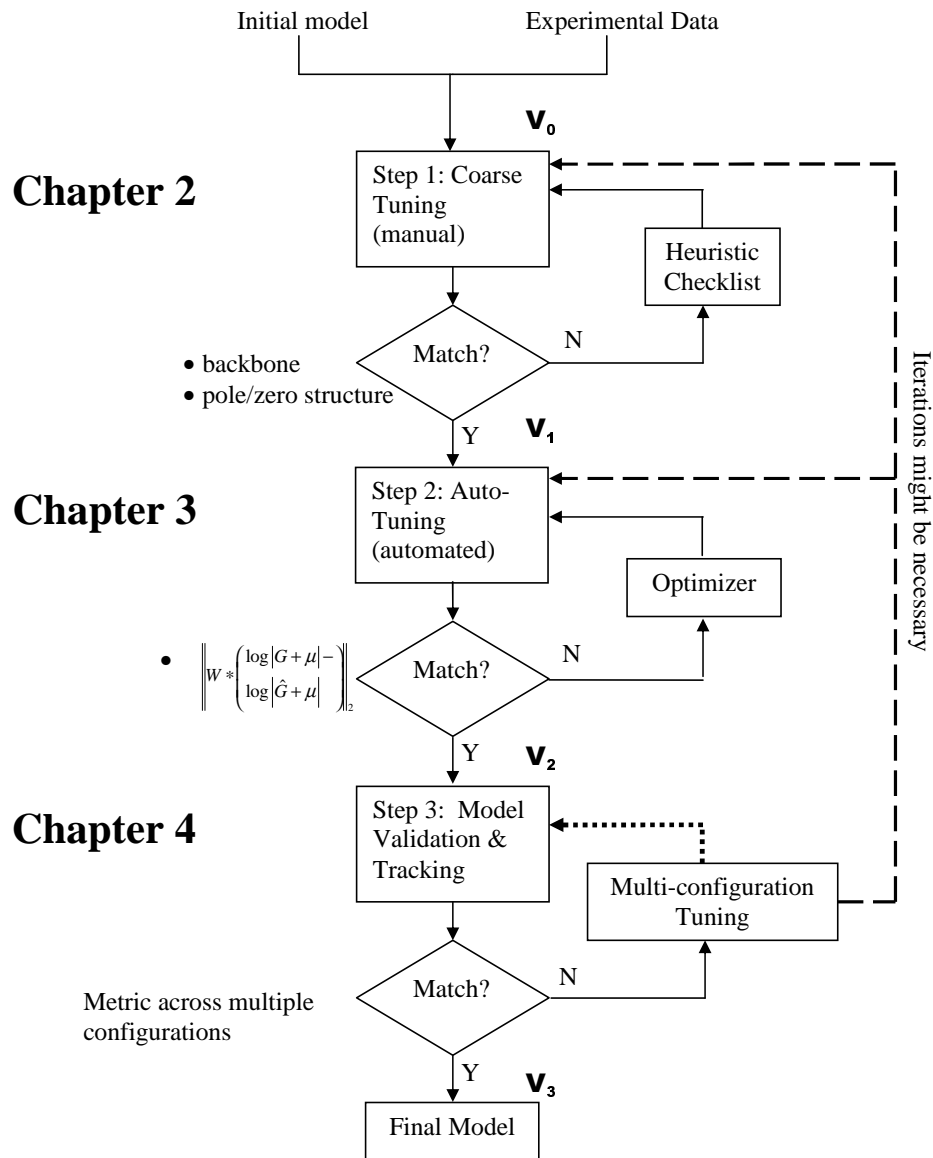 Initial model
Experimental Data
V₀
Chapter 2
Step 1: Coarse
Tuning
(manual)
Heuristic
Checklist
Match?
N
• backbone
• pole/zero structure
Y
V₁
Iterations might be necessary
Chapter 3
Step 2: Auto-
Tuning
(automated)
Optimizer
Match?
N
• ‖W * ( log|G + μ| −
log|Ĝ + μ| )‖₂
Y
V₂
Chapter 4
Step 3: Model
Validation &
Tracking
Multi-configuration
Tuning
Match?
N
Metric across multiple
configurations
Y
V₃
Final Model